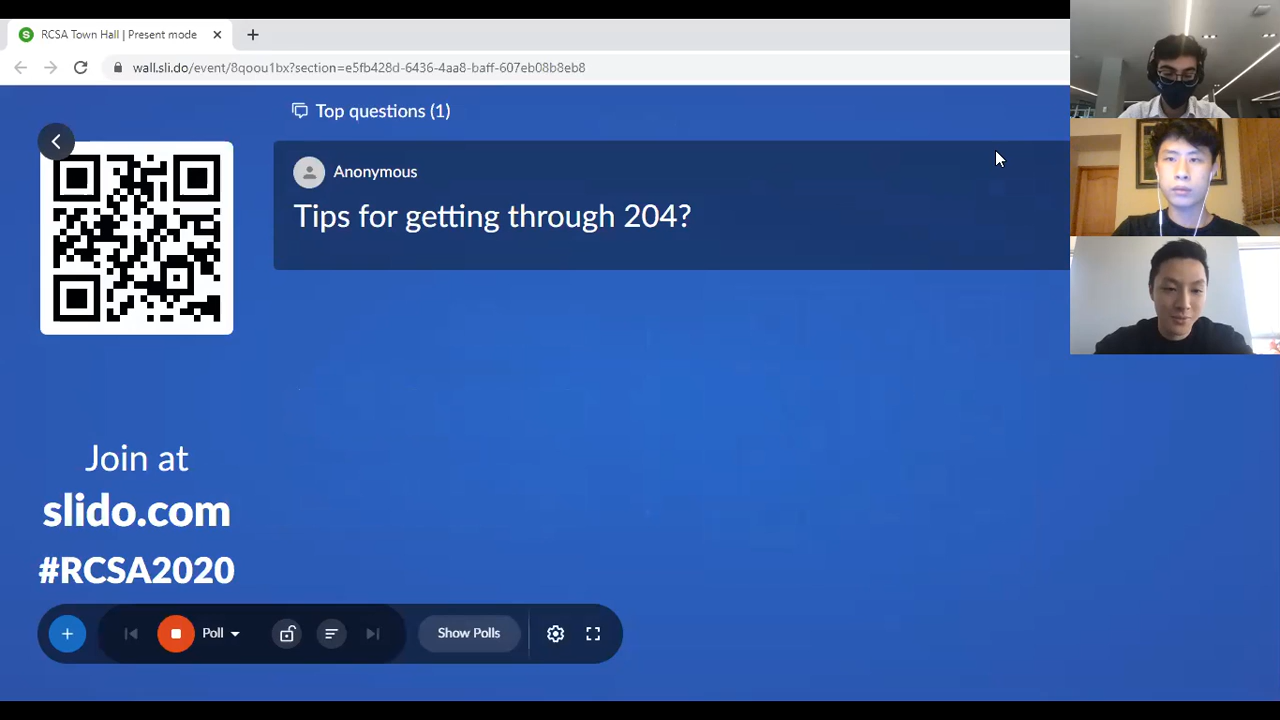 RCSA Town Hall | Present mode
wall.sli.do/event/8qoou1bx?section=e5fb428d-6436-4aa8-baff-607eb08b8eb8
Top questions (1)
Anonymous
Tips for getting through 204?
Join at
slido.com
#RCSA2020
Poll
Show Polls